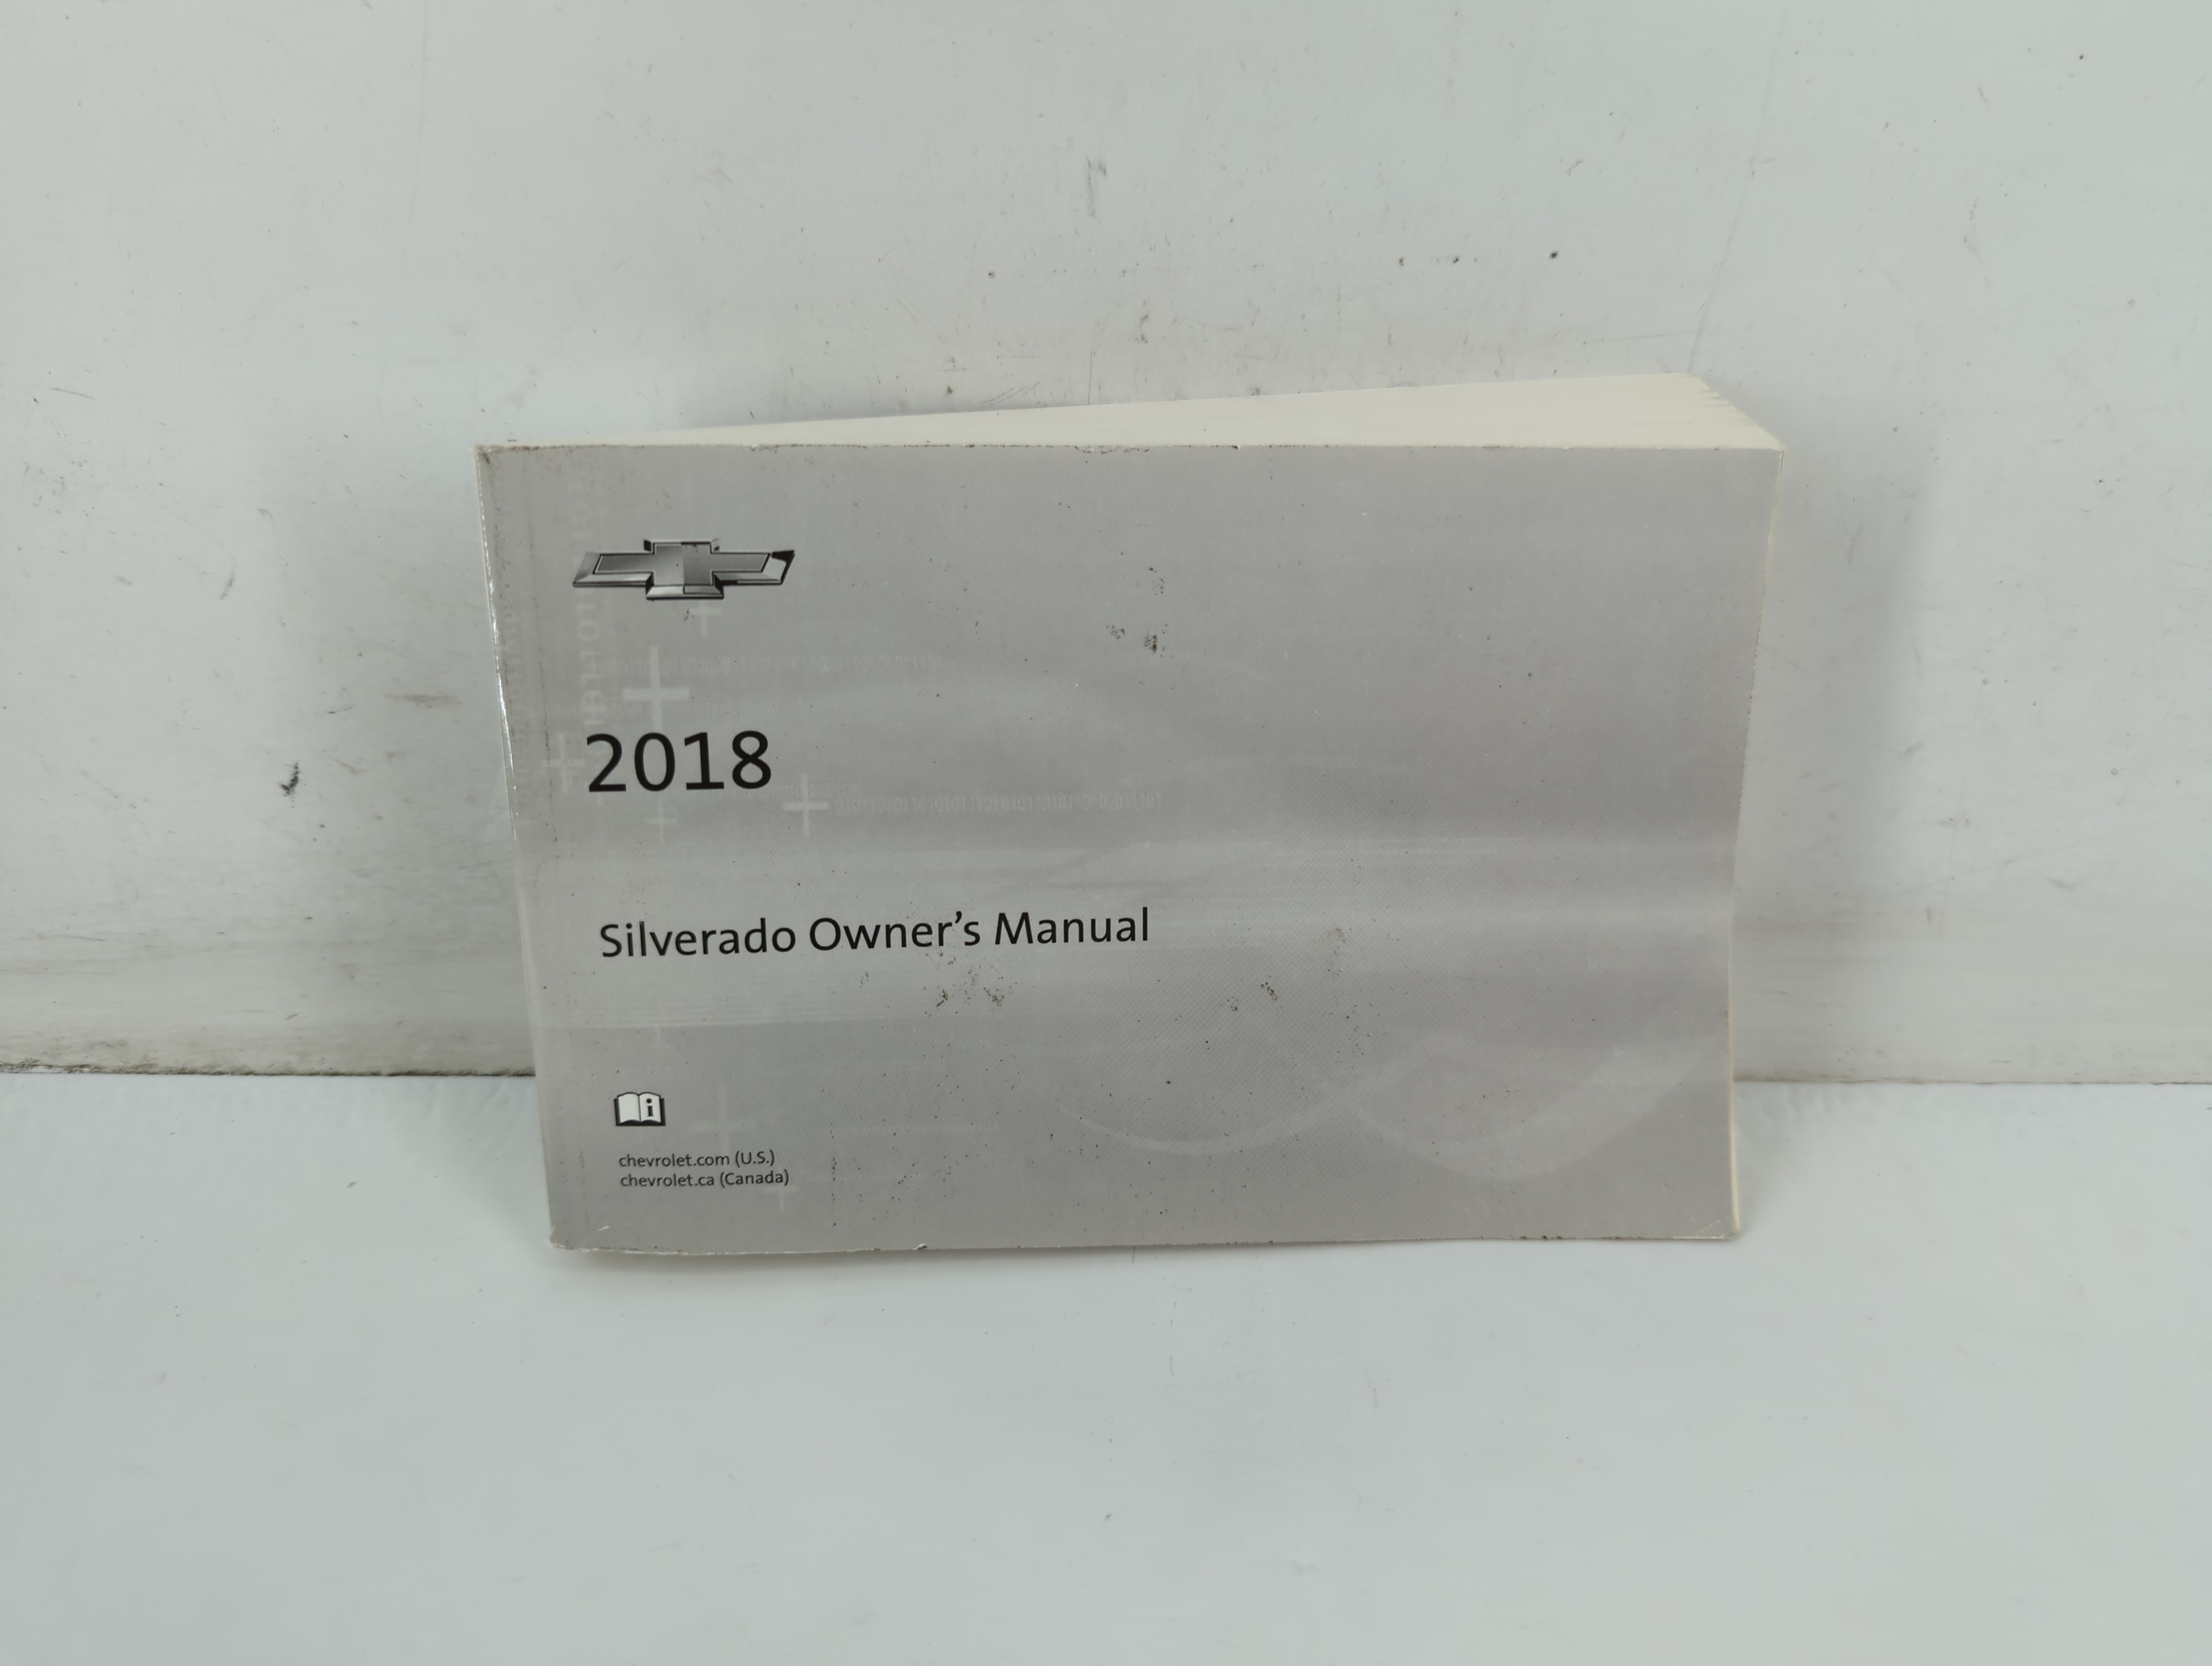 2018
Silverado Owner's Manual
i
chevrolet.com (U.S.)
chevrolet.ca (Canada)